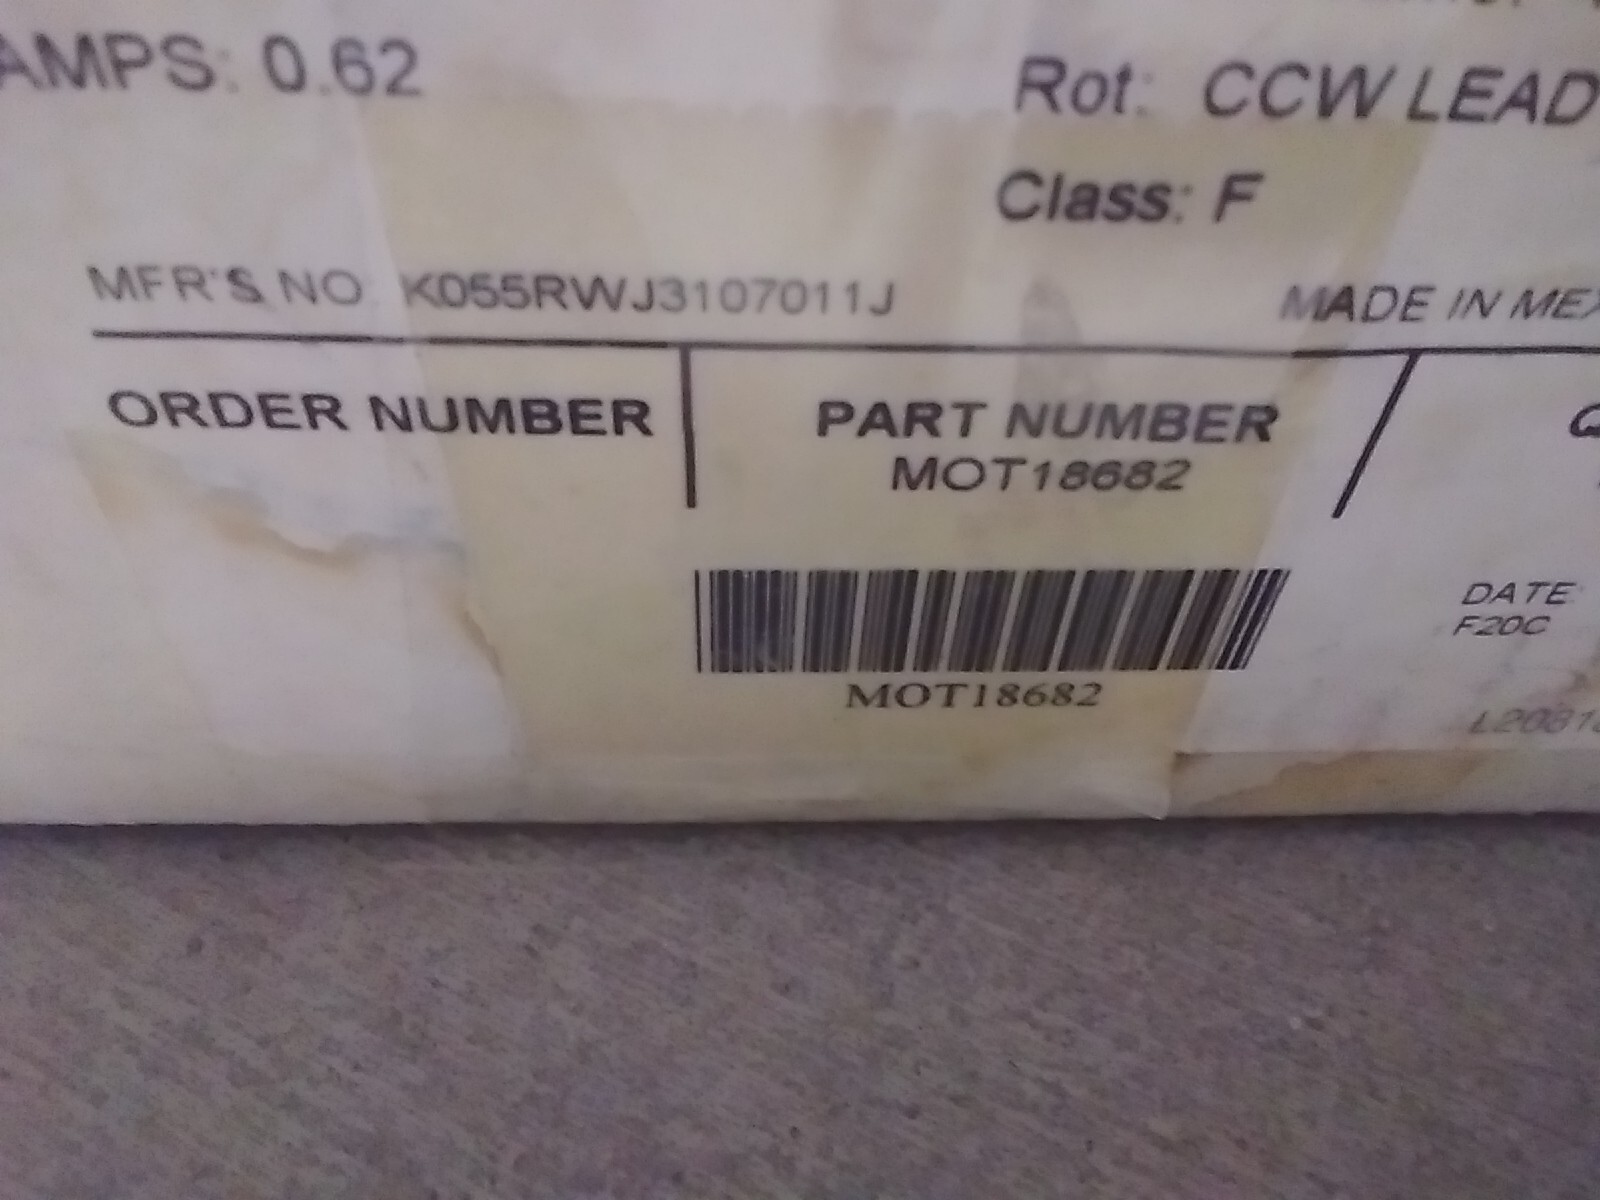 AMPS: 0.62
Rot: CCW LEAD
Class: F
MFR'S NO: K055RWJ3107011J
MADE IN MEX
ORDER NUMBER
PART NUMBER
MOT18682
MOT18682
DATE:
F20C